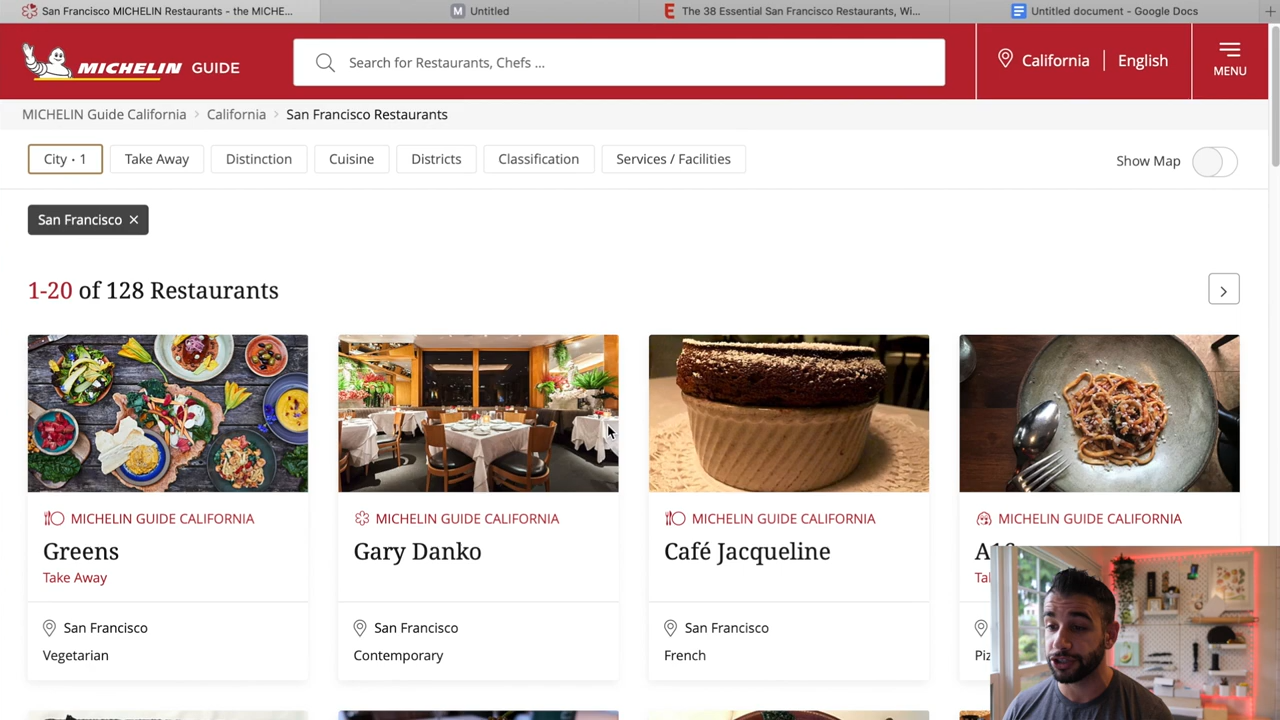 San Francisco MICHELIN Restaurants - the MICHE...
Untitled
The 38 Essential San Francisco Restaurants, Wi...
Untitled document - Google Docs
MICHELIN GUIDE
Search for Restaurants, Chefs ...
California
English
MENU
MICHELIN Guide California > California > San Francisco Restaurants
City • 1
Take Away
Distinction
Cuisine
Districts
Classification
Services / Facilities
Show Map
San Francisco ×
1-20 of 128 Restaurants
MICHELIN GUIDE CALIFORNIA
Greens
Take Away
San Francisco
Vegetarian
MICHELIN GUIDE CALIFORNIA
Gary Danko
San Francisco
Contemporary
MICHELIN GUIDE CALIFORNIA
Café Jacqueline
San Francisco
French
MICHELIN GUIDE CALIFORNIA